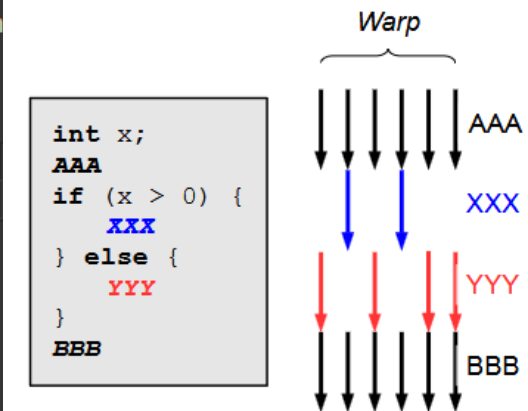 Warp
int x;
AAA
if (x > 0) {
XXX
} else {
YYY
}
BBB
AAA
XXX
YYY
BBB